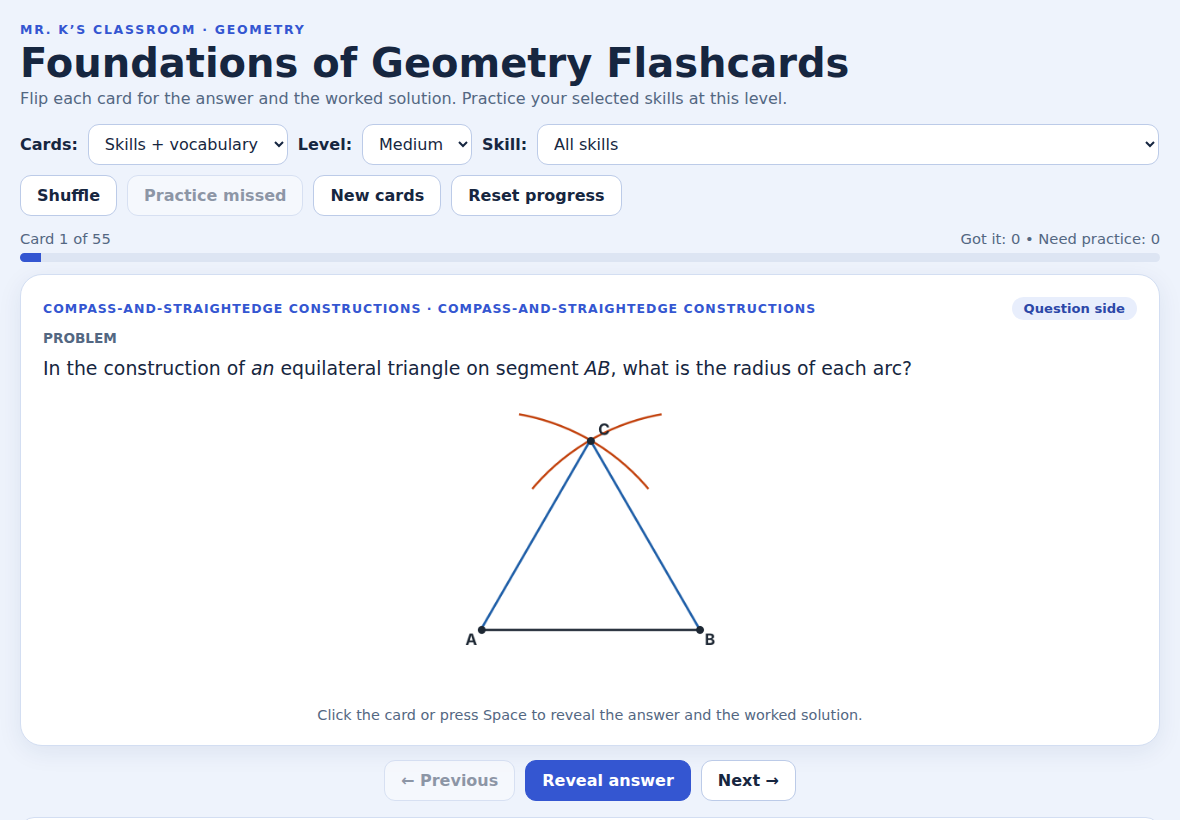 MR. K’S CLASSROOM · GEOMETRY
Foundations of Geometry Flashcards
Flip each card for the answer and the worked solution. Practice your selected skills at this level.
Cards: Skills + vocabulary Level: Medium Skill: All skills
Shuffle Practice missed New cards Reset progress
Card 1 of 55 Got it: 0 • Need practice: 0
COMPASS-AND-STRAIGHTEDGE CONSTRUCTIONS · COMPASS-AND-STRAIGHTEDGE CONSTRUCTIONS Question side
PROBLEM
In the construction of an equilateral triangle on segment AB, what is the radius of each arc?
C
A B
Click the card or press Space to reveal the answer and the worked solution.
← Previous Reveal answer Next →